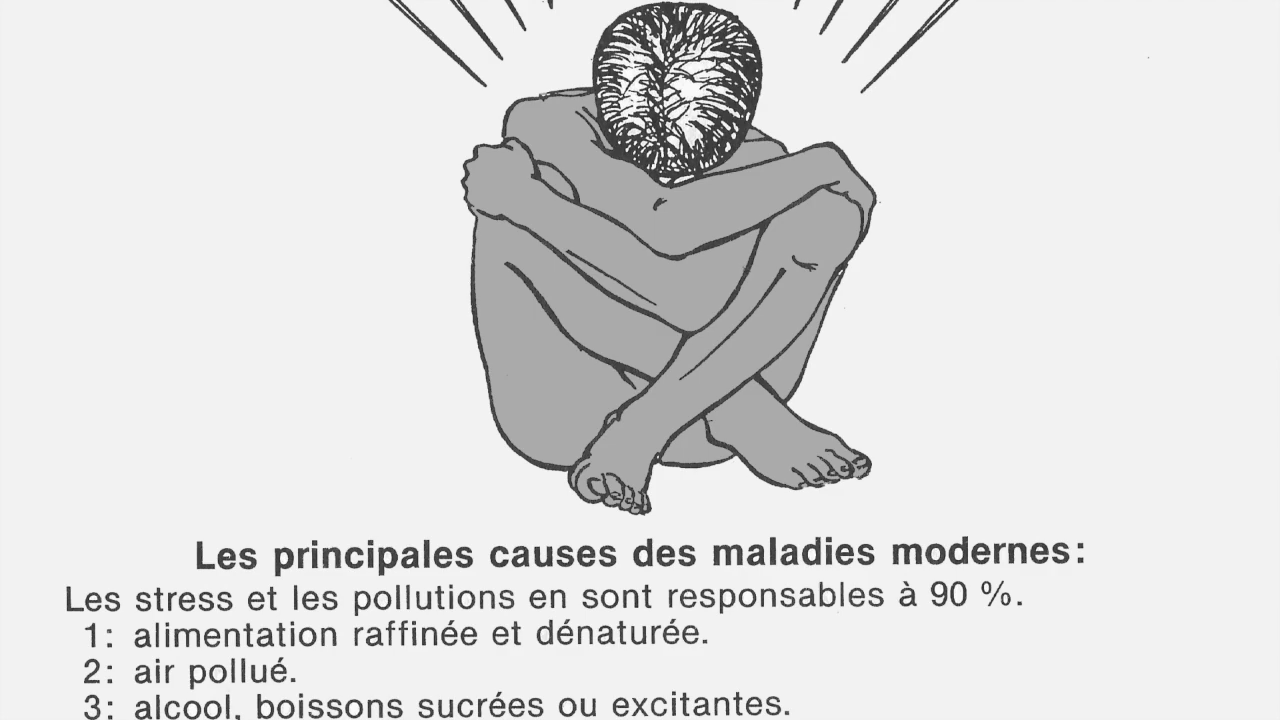 Les principales causes des maladies modernes:
Les stress et les pollutions en sont responsables à 90 %.
1: alimentation raffinée et dénaturée.
2: air pollué.
3: alcool, boissons sucrées ou excitantes.